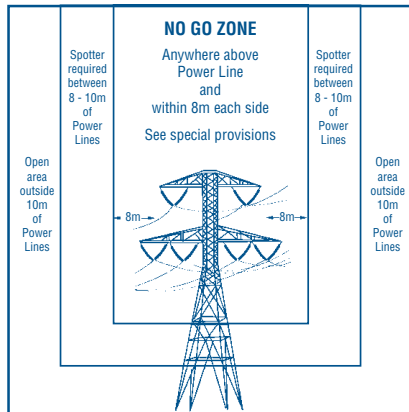 NO GO ZONE
Anywhere above
Power Line
and
within 8m each side
See special provisions
Spotter
required
between
8 - 10m
of
Power
Lines
Spotter
required
between
8 - 10m
of
Power
Lines
Open
area
outside
10m
of
Power
Lines
Open
area
outside
10m
of
Power
Lines
8m
8m